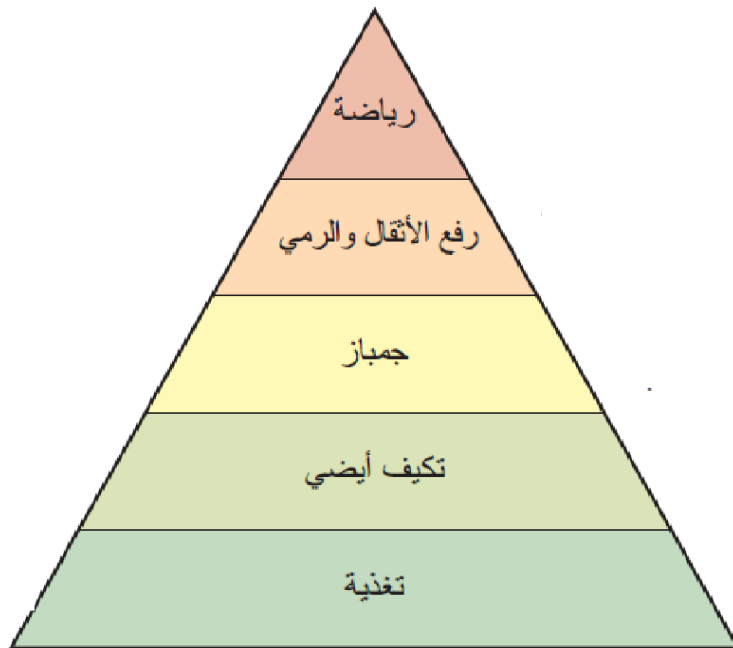 رياضة
رفع الأثقال والرمي
جمباز
تكيف أيضي
تغذية